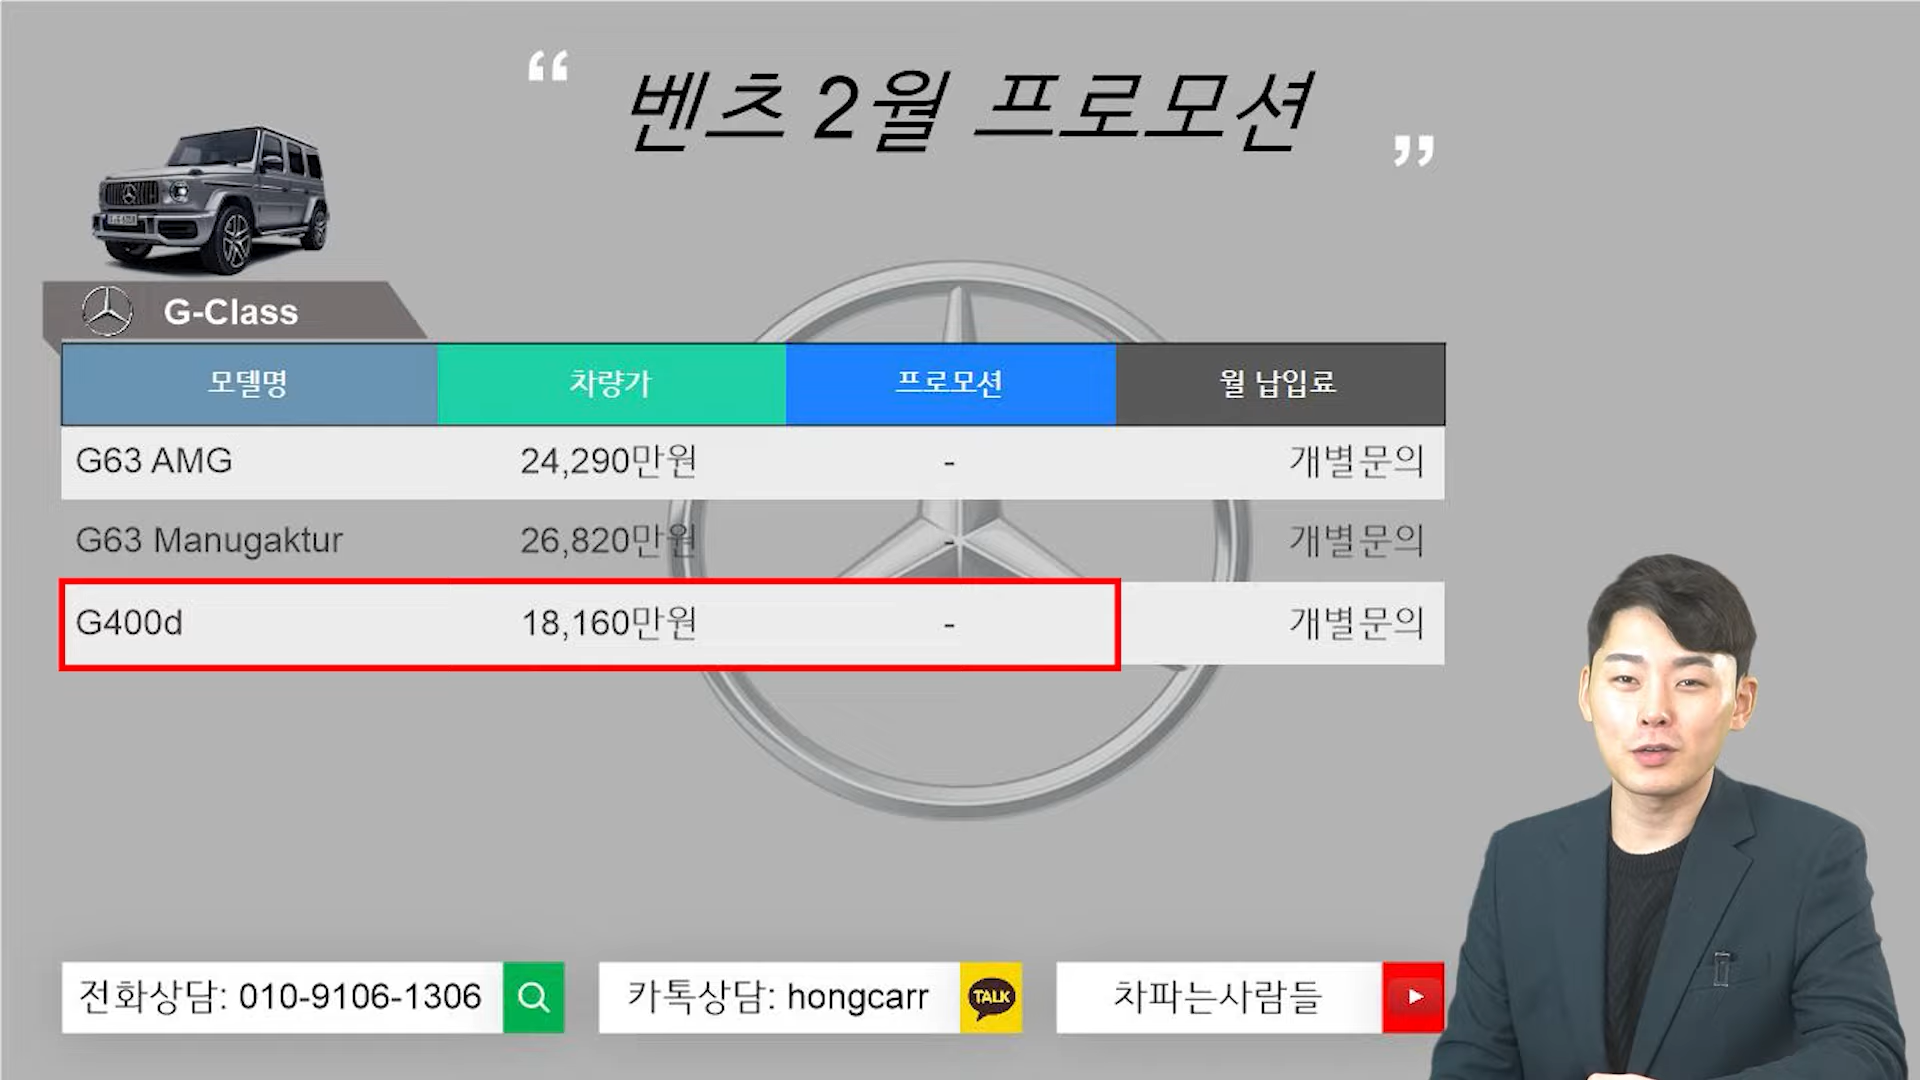 “ 벤츠 2월 프로모션 ”
G-Class
모델명 차량가 프로모션 월 납입료
G63 AMG 24,290만원 - 개별문의
G63 Manugaktur 26,820만원 - 개별문의
G400d 18,160만원 - 개별문의
전화상담: 010-9106-1306
카톡상담: hongcarr TALK
차파는사람들